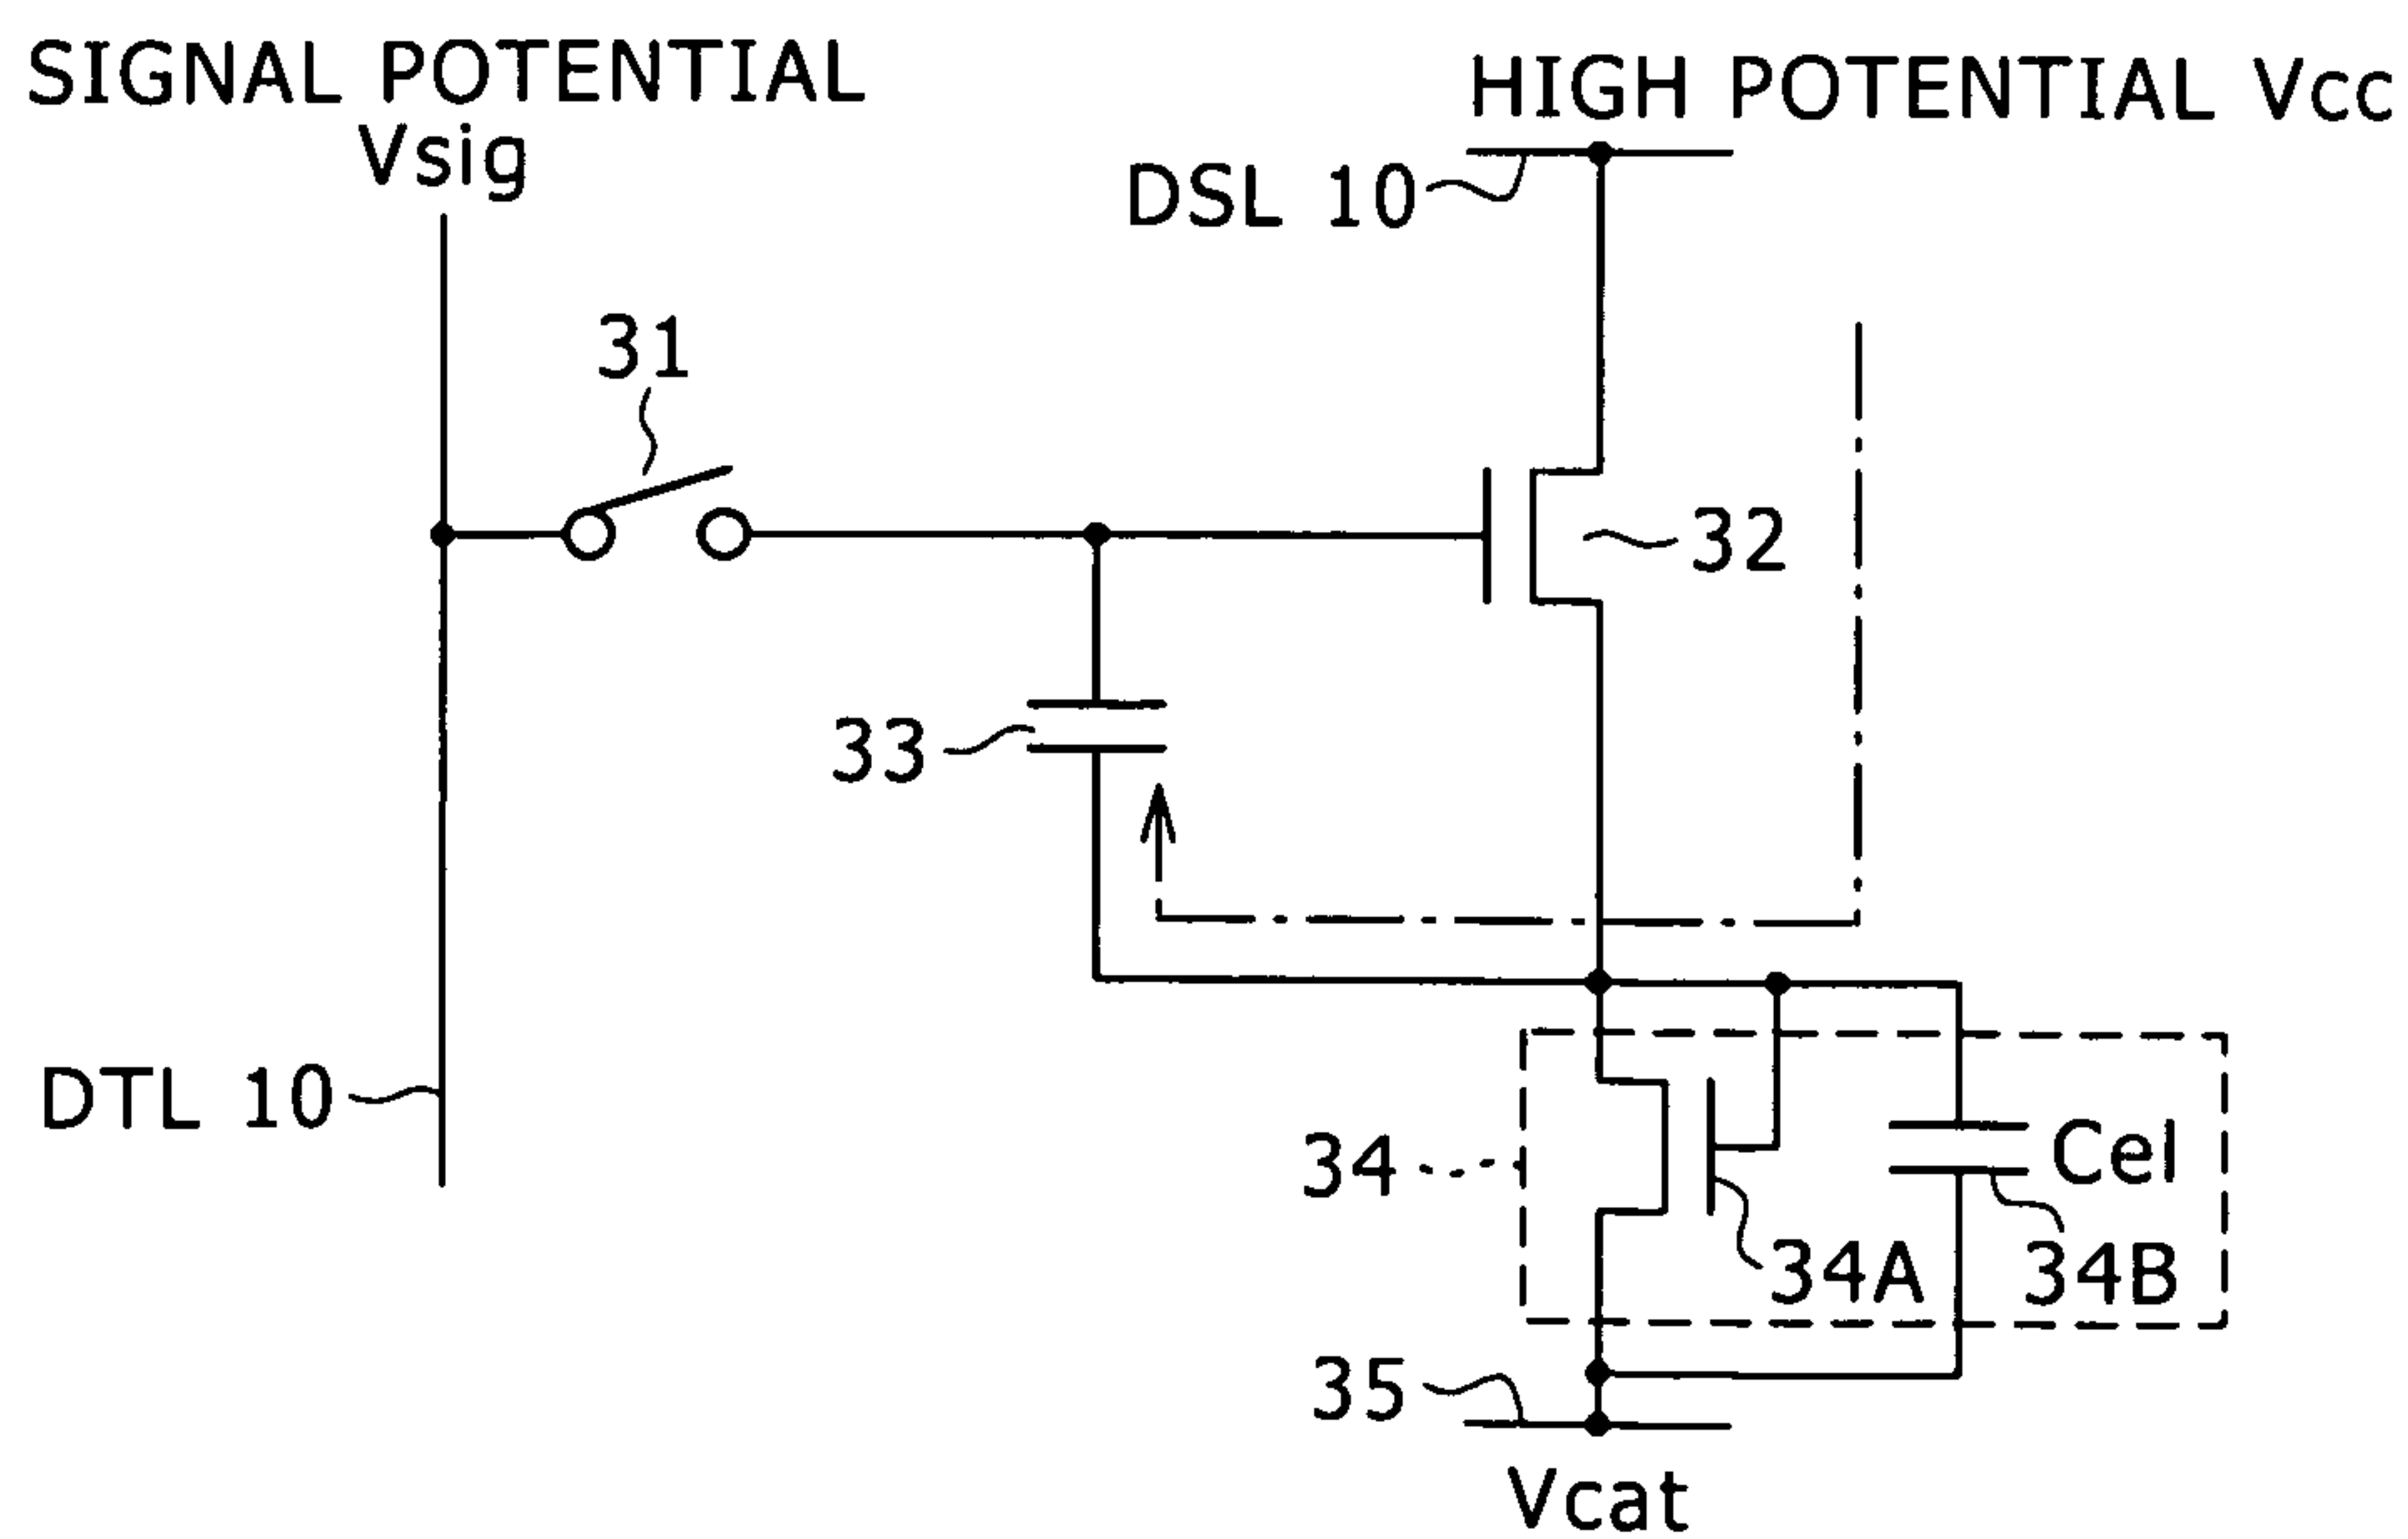 SIGNAL POTENTIAL
Vsig
HIGH POTENTIAL Vcc
DSL 10
31
32
33
DTL 10
34
Cel
34A
34B
35
Vcat